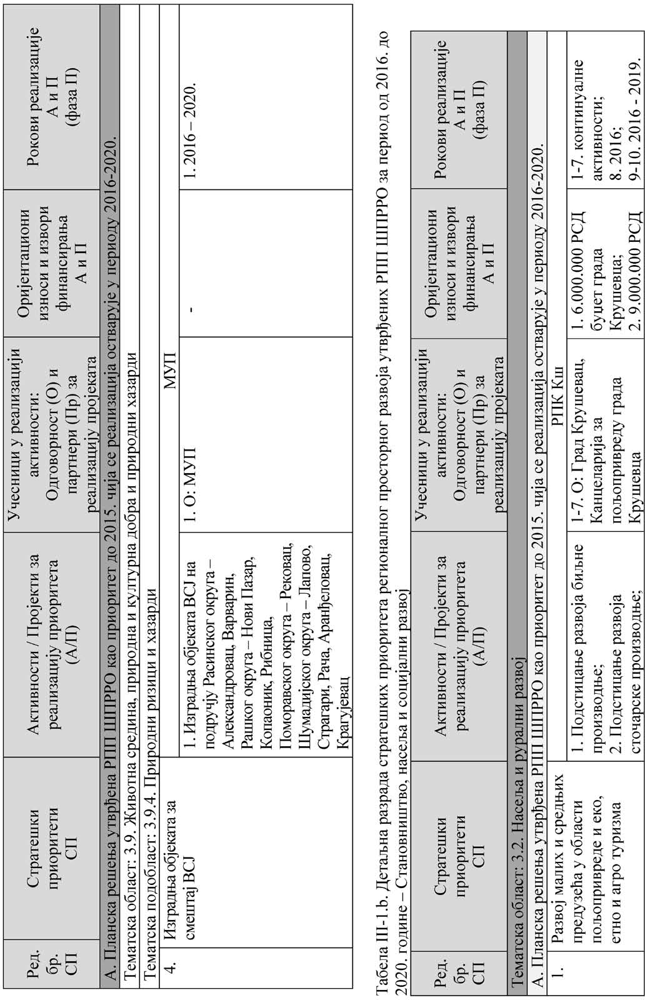 Ред.
бр.
СП
Стратешки
приоритети
СП
Активности / Пројекти за
реализацију приоритета
(А/П)
Учесници у реализацији
активности:
Одговорност (О) и
партнери (Пр) за
реализацију пројеката
Оријентациони
износи и извори
финансирања
А и П
Рокови реализације
А и П
(фаза П)
А. Планска решења утврђена РПП ШПРРО као приоритет до 2015. чија се реализација остварује у периоду 2016-2020.
Тематска област: 3.9. Животна средина, природна и културна добра и природни хазарди
Тематска подобласт: 3.9.4. Природни ризици и хазарди
4.
Изградња објеката за
смештај ВСЈ
МУП
1. Изградња објеката ВСЈ на
подручју Расинског округа –
Александровац, Варварин,
Рашког округа – Нови Пазар,
Копаоник, Рибница,
Поморавског округа – Рековац,
Шумадијског округа – Лапово,
Страгари, Рача, Аранђеловац,
Крагујевац
1. О: МУП
-
1. 2016 – 2020.
Табела III-1.b. Детаљна разрада стратешких приоритета регионалног просторног развоја утврђених РПП ШПРРО за период од 2016. до
2020. године – Становништво, насеља и социјални развој
Ред.
бр.
СП
Стратешки
приоритети
СП
Активности / Пројекти за
реализацију приоритета
(А/П)
Учесници у реализацији
активности:
Одговорност (О) и
партнери (Пр) за
реализацију пројеката
Оријентациони
износи и извори
финансирања
А и П
Рокови реализације
А и П
(фаза П)
Тематска област: 3.2. Насеља и рурални развој
А. Планска решења утврђена РПП ШПРРО као приоритет до 2015. чија се реализација остварује у периоду 2016-2020.
1.
Развој малих и средњих
предузећа у области
пољопривреде и еко,
етно и агро туризма
РПК Кш
1. Подстицање развоја биљне
производње;
2. Подстицање развоја
сточарске производње;
1-7. О: Град Крушевац,
Канцеларија за
пољопривреду града
Крушевца
1. 6.000.000 РСД
буџет града
Крушевца;
2. 9.000.000 РСД
1-7. континуалне
активности;
8. 2016;
9-10. 2016 - 2019.